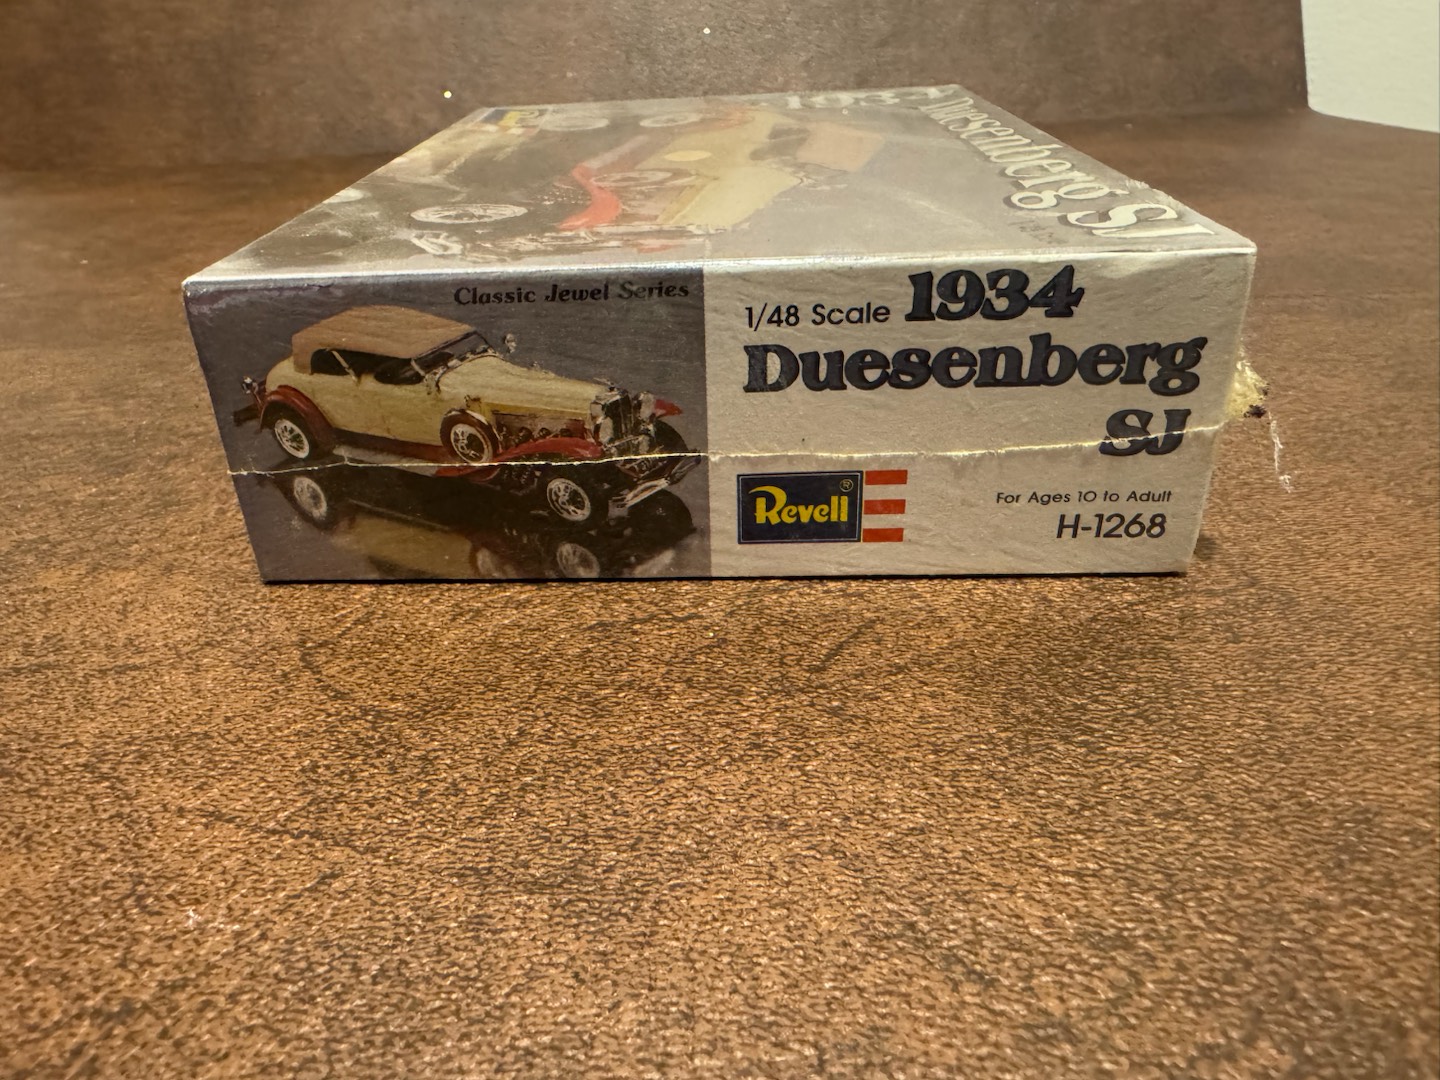 Duesenberg SJ
Classic Jewel Series
1/48 Scale 1934
Duesenberg
SJ
Revell®
For Ages 10 to Adult
H-1268